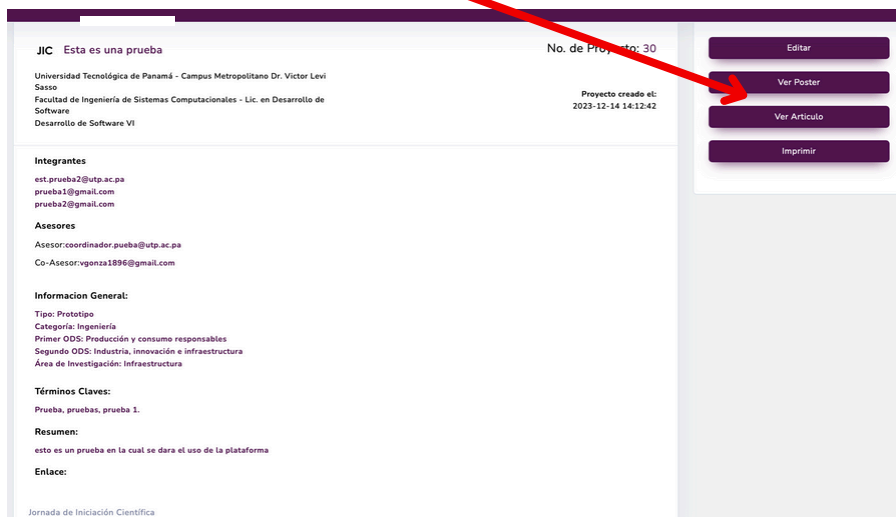 JIC Esta es una prueba
No. de Proyecto: 30
Universidad Tecnológica de Panamá - Campus Metropolitano Dr. Victor Levi
Sasso
Facultad de Ingeniería de Sistemas Computacionales - Lic. en Desarrollo de
Software
Desarrollo de Software VI
Proyecto creado el:
2023-12-14 14:12:42
Integrantes
est.prueba2@utp.ac.pa
prueba1@gmail.com
prueba2@gmail.com
Asesores
Asesor:coordinador.pueba@utp.ac.pa
Co-Asesor:vgonza1896@gmail.com
Informacion General:
Tipo: Prototipo
Categoría: Ingeniería
Primer ODS: Producción y consumo responsables
Segundo ODS: Industria, innovación e infraestructura
Área de Investigación: Infraestructura
Términos Claves:
Prueba, pruebas, prueba 1.
Resumen:
esto es un prueba en la cual se dara el uso de la plataforma
Enlace:
Jornada de Iniciación Científica
Editar
Ver Poster
Ver Articulo
Imprimir